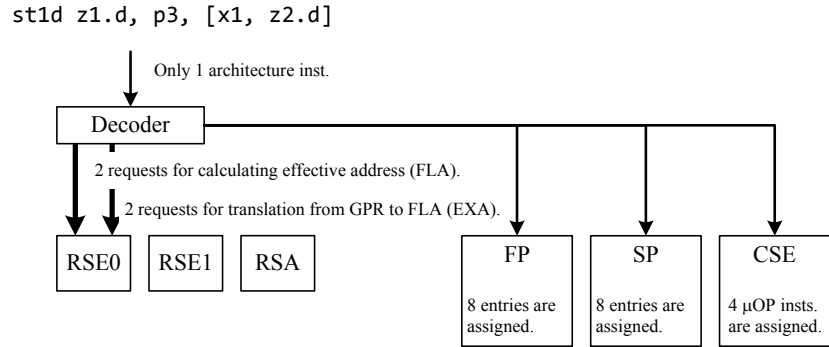 st1d z1.d, p3, [x1, z2.d]
Only 1 architecture inst.
Decoder
2 requests for calculating effective address (FLA).
2 requests for translation from GPR to FLA (EXA).
RSE0 RSE1 RSA FP SP CSE
8 entries are 8 entries are 4 μOP insts.
assigned. assigned. are assigned.